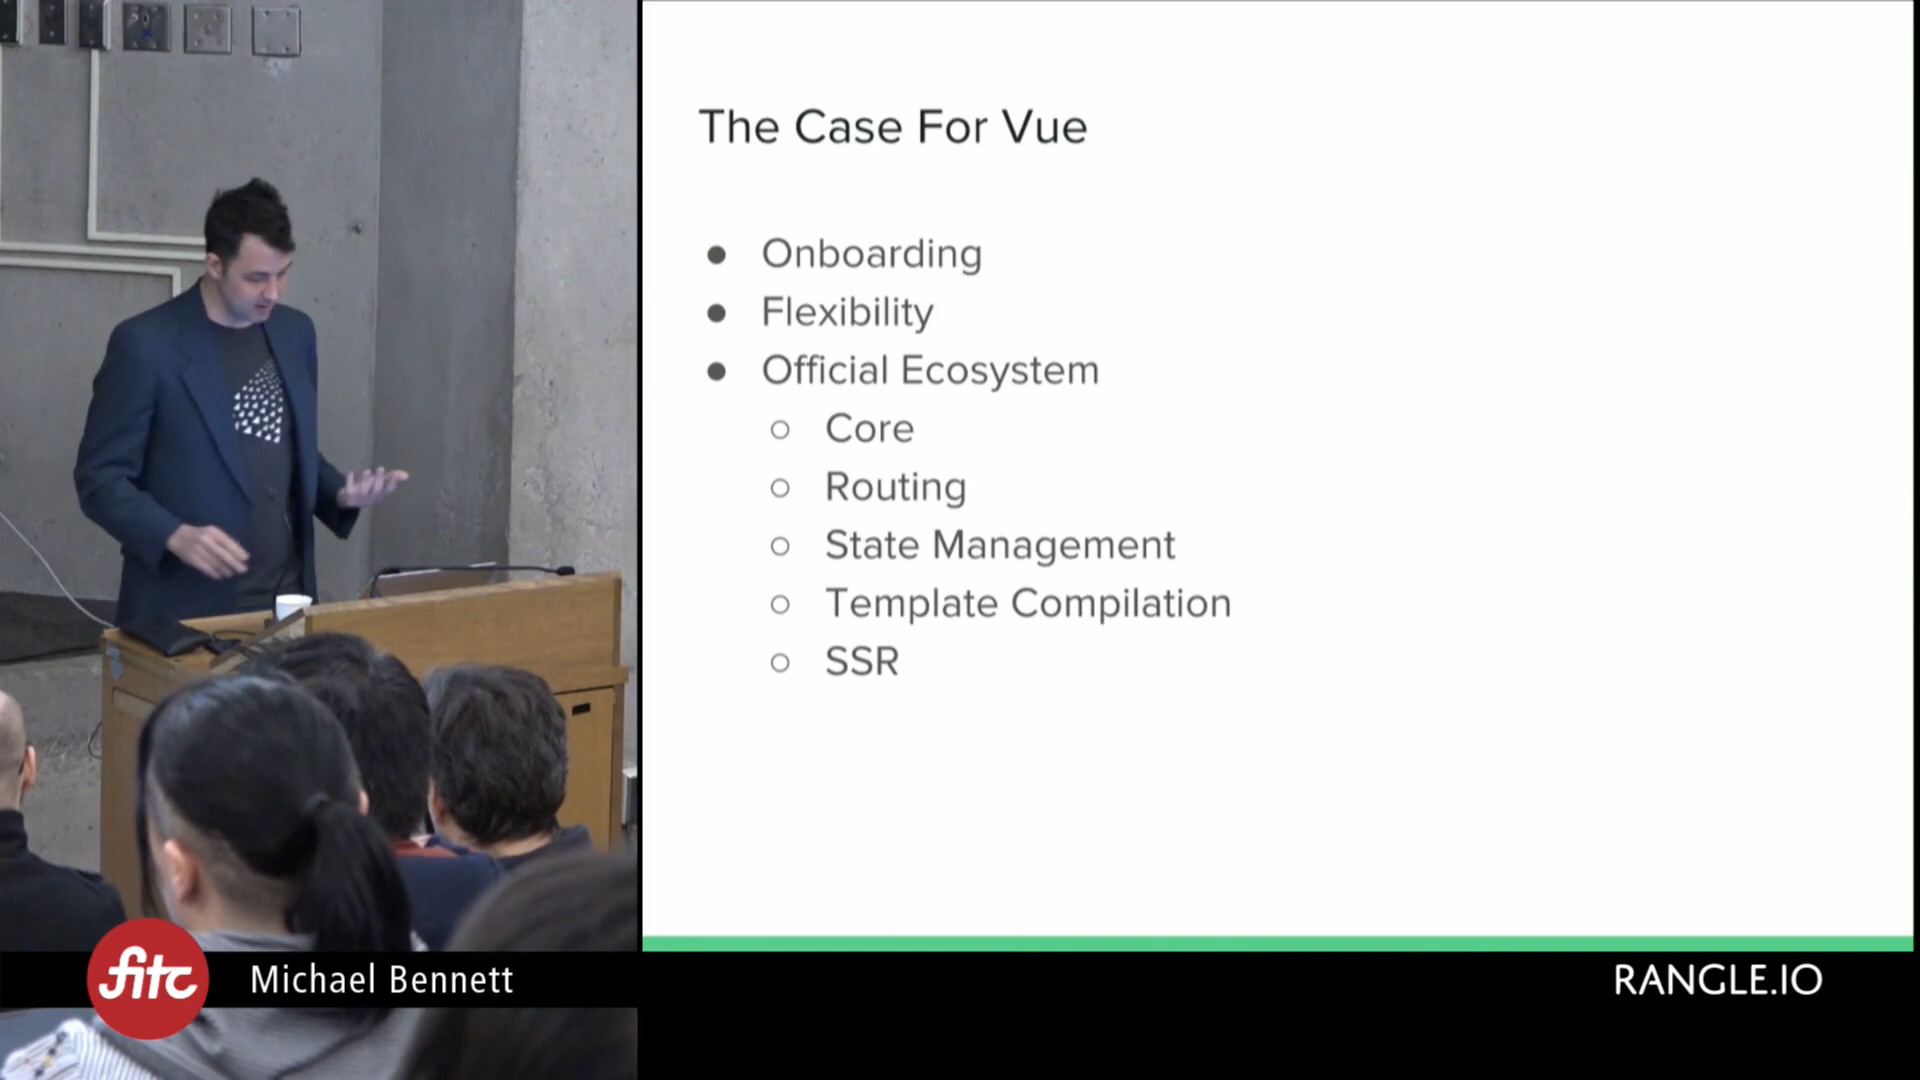 The Case For Vue
Onboarding
Flexibility
Official Ecosystem
Core
Routing
State Management
Template Compilation
SSR
fitc
Michael Bennett
RANGLE.IO